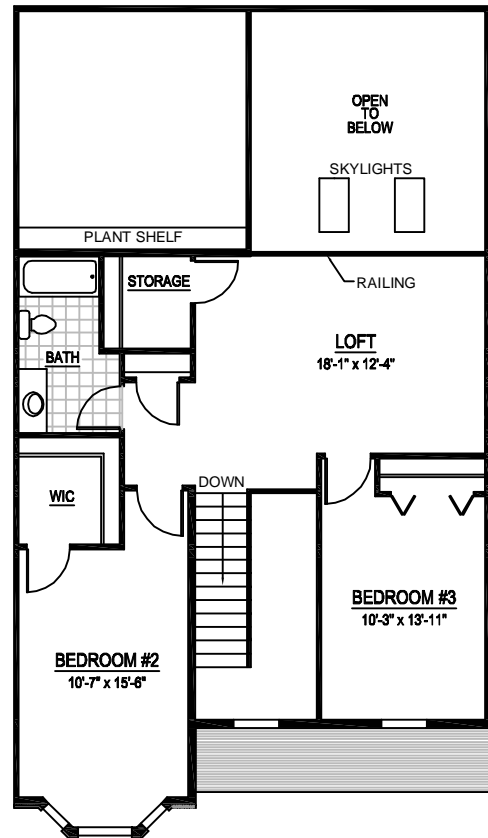 OPEN
TO
BELOW
SKYLIGHTS
PLANT SHELF
STORAGE
RAILING
LOFT
18'-1" x 12'-4"
BATH
DOWN
WIC
BEDROOM #3
10'-3" x 13'-11"
BEDROOM #2
10'-7" x 15'-6"